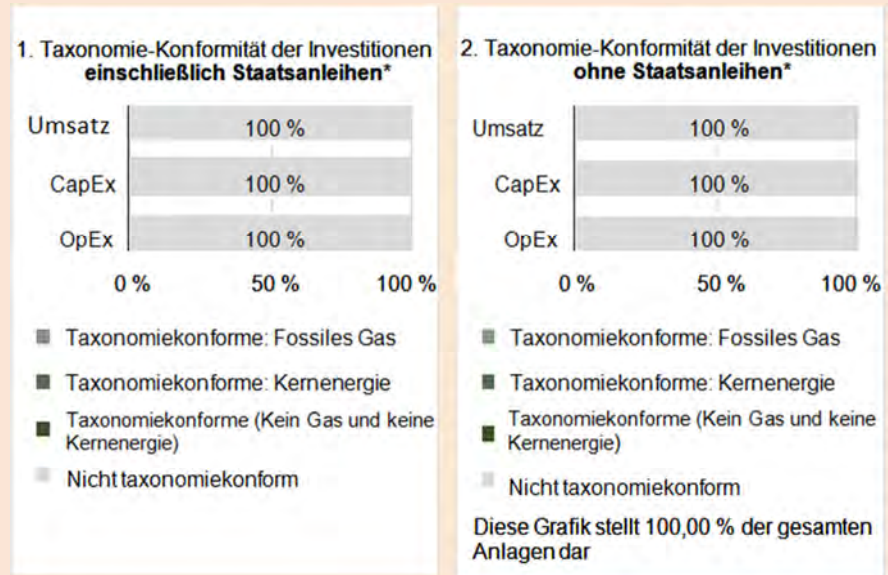 1. Taxonomie-Konformität der Investitionen
einschließlich Staatsanleihen*
Umsatz
100 %
CapEx
100 %
OpEx
100 %
0 %
50 %
100 %
Taxonomiekonforme: Fossiles Gas
Taxonomiekonforme: Kernenergie
Taxonomiekonforme (Kein Gas und keine
Kernenergie)
Nicht taxonomiekonform
2. Taxonomie-Konformität der Investitionen
ohne Staatsanleihen*
Umsatz
100 %
CapEx
100 %
OpEx
100 %
0 %
50 %
100 %
Taxonomiekonforme: Fossiles Gas
Taxonomiekonforme: Kernenergie
Taxonomiekonforme (Kein Gas und keine
Kernenergie)
Nicht taxonomiekonform
Diese Grafik stellt 100,00 % der gesamten
Anlagen dar